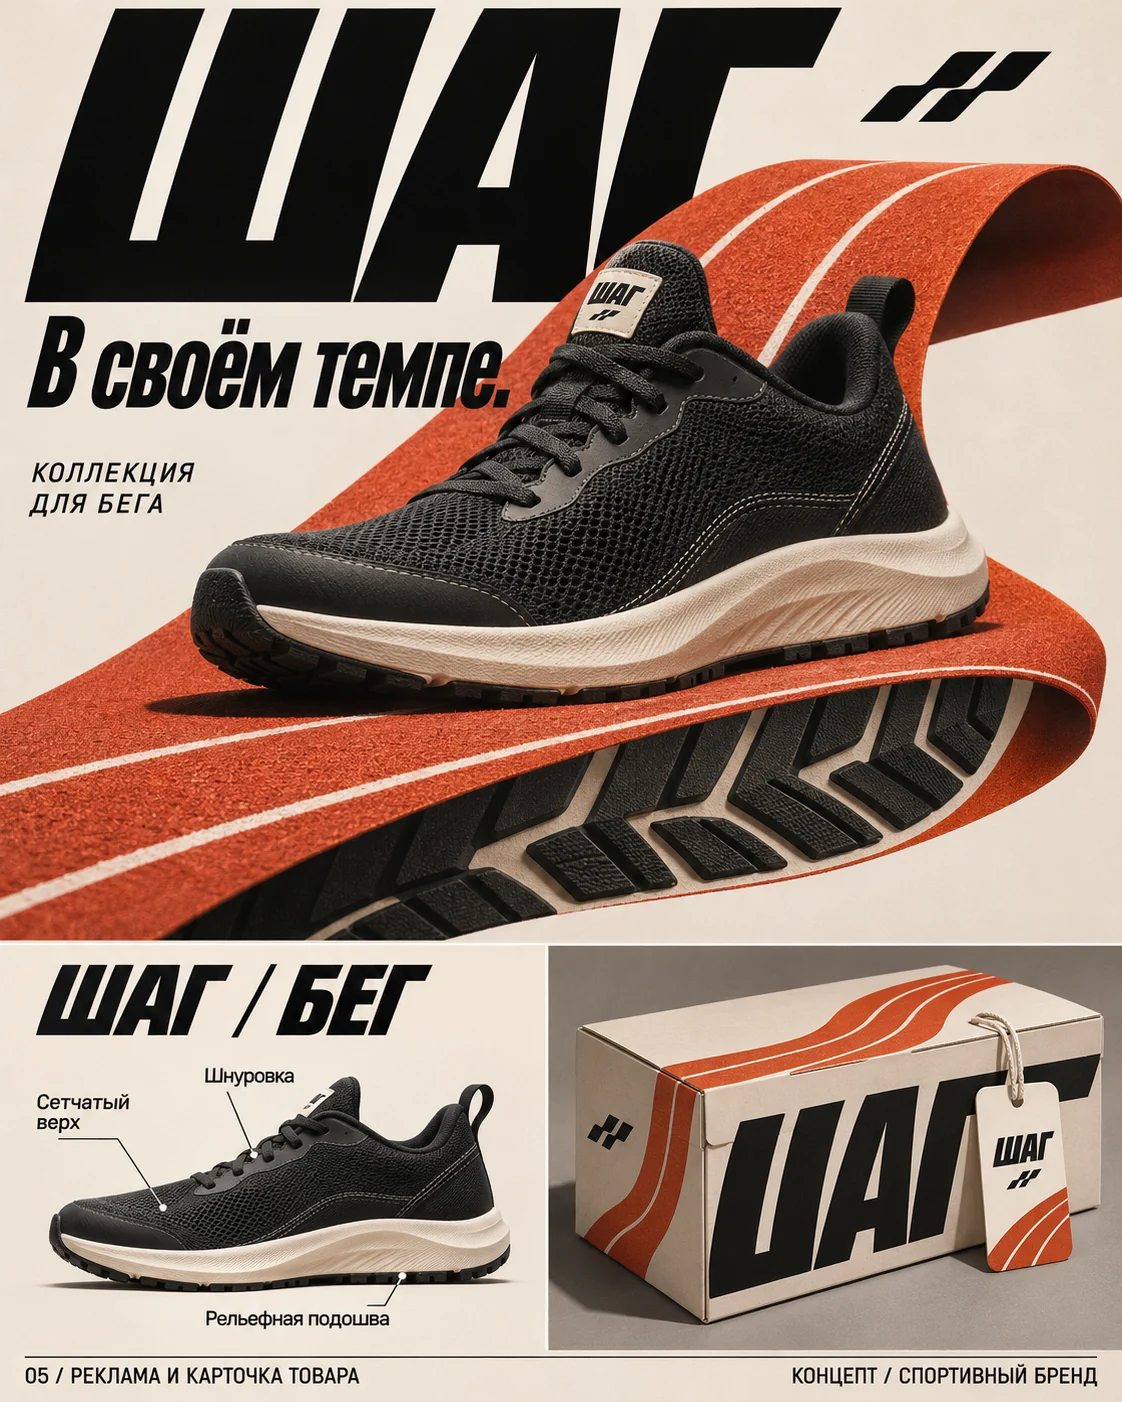 ШАГ
В своём темпе.
КОЛЛЕКЦИЯ
ДЛЯ БЕГА
ШАГ
ШАГ / БЕГ
Шнуровка
Сетчатый
верх
Рельефная подошва
ШАГ
ШАГ
05 / РЕКЛАМА И КАРТОЧКА ТОВАРА
КОНЦЕПТ / СПОРТИВНЫЙ БРЕНД